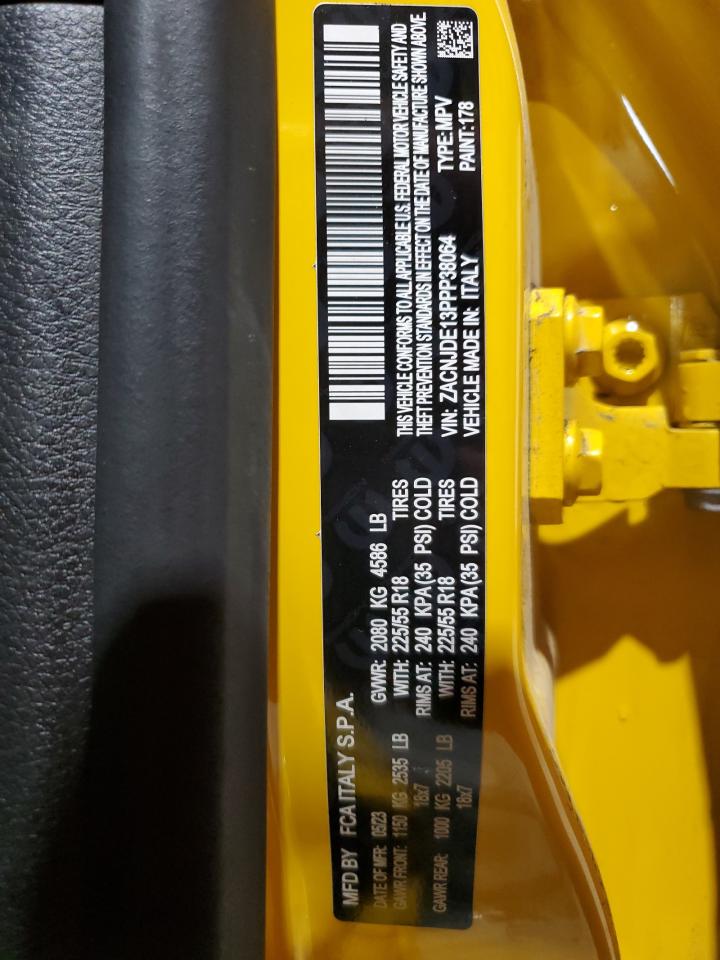 MFD BY FCA ITALY S.P.A.
DATE OF MFR: 05/23 GVWR: 2080 KG 4586 LB
GAWR FRONT: 1150 KG 2535 LB WITH: 225/55 R18 TIRES
18x7 RIMS AT: 240 KPA(35 PSI) COLD
GAWR REAR: 1000 KG 2205 LB WITH: 225/55 R18 TIRES
18x7 RIMS AT: 240 KPA(35 PSI) COLD
THIS VEHICLE CONFORMS TO ALL APPLICABLE U.S. FEDERAL MOTOR VEHICLE SAFETY AND
THEFT PREVENTION STANDARDS IN EFFECT ON THE DATE OF MANUFACTURE SHOWN ABOVE.
VIN: ZACNJDE13PPP38064 TYPE:MPV
VEHICLE MADE IN: ITALY PAINT:178